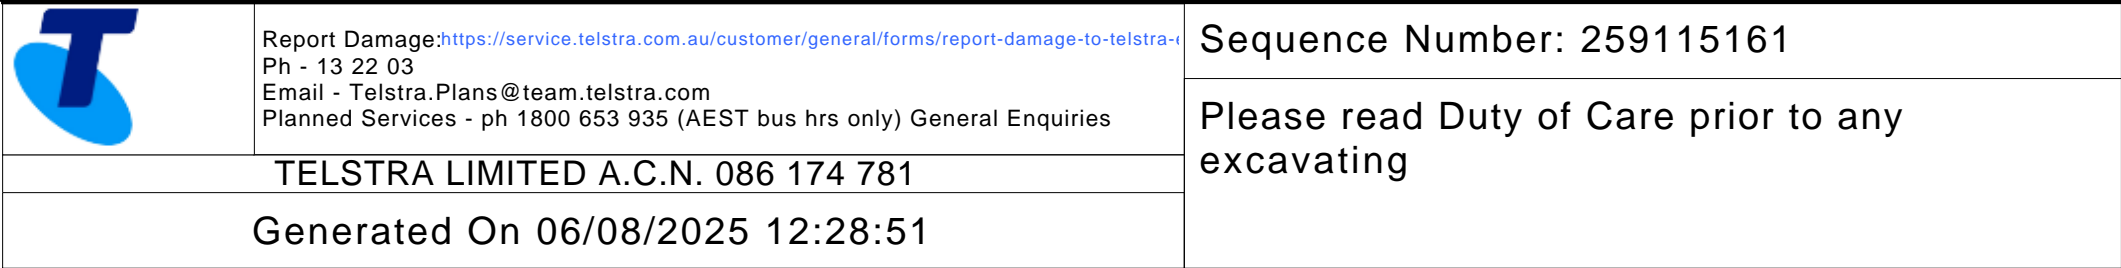 Report Damage:https://service.telstra.com.au/customer/general/forms/report-damage-to-telstra-
Ph - 13 22 03
Email - Telstra.Plans@team.telstra.com
Planned Services - ph 1800 653 935 (AEST bus hrs only) General Enquiries
TELSTRA LIMITED A.C.N. 086 174 781
Generated On 06/08/2025 12:28:51
Sequence Number: 259115161
Please read Duty of Care prior to any
excavating